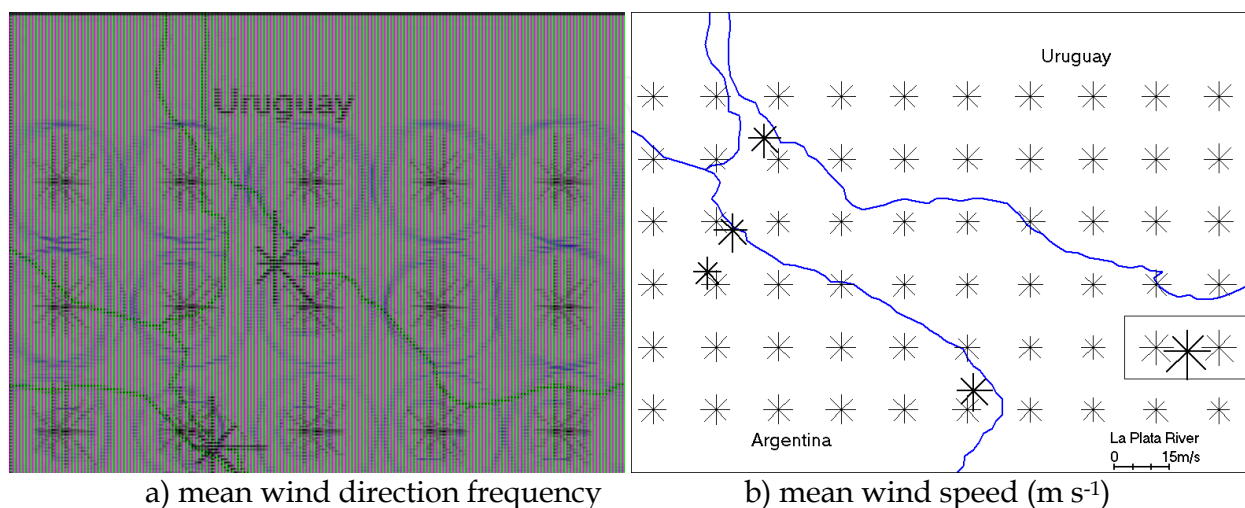 Uruguay
Uruguay
Argentina
La Plata River
0 15m/s
a) mean wind direction frequency
b) mean wind speed (m s-1)